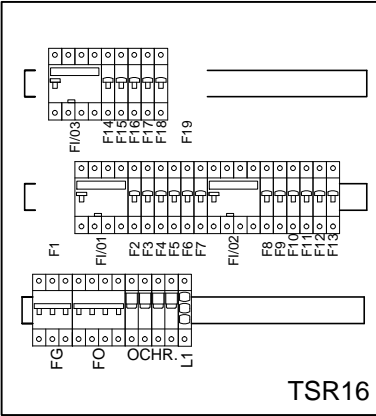 FI/03 F14 F15 F16 F17 F18 F19
F1 FI/01 F2 F3 F4 F5 F6 F7 FI/02 F8 F9 F10 F11 F12 F13
FG FO OCHR. L1
TSR16